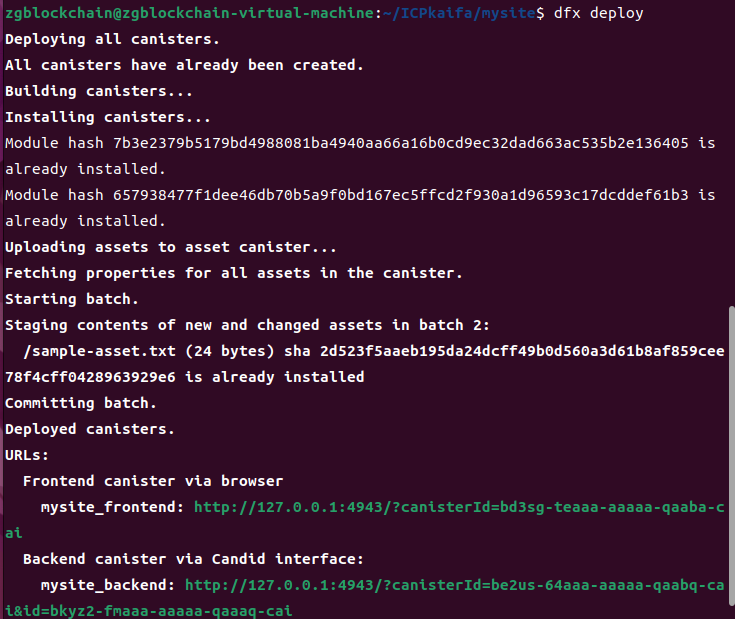 zgblockchain@zgblockchain-virtual-machine:~/ICPkaifa/mysite$ dfx deploy
Deploying all canisters.
All canisters have already been created.
Building canisters...
Installing canisters...
Module hash 7b3e2379b5179bd4988081ba4940aa66a16b0cd9ec32dad663ac535b2e136405 is
already installed.
Module hash 657938477f1dee46db70b5a9f0bd167ec5ffcd2f930a1d96593c17dcddef61b3 is
already installed.
Uploading assets to asset canister...
Fetching properties for all assets in the canister.
Starting batch.
Staging contents of new and changed assets in batch 2:
  /sample-asset.txt (24 bytes) sha 2d523f5aaeb195da24dcff49b0d560a3d61b8af859cee
78f4cff0428963929e6 is already installed
Committing batch.
Deployed canisters.
URLs:
  Frontend canister via browser
    mysite_frontend: http://127.0.0.1:4943/?canisterId=bd3sg-teaaa-aaaaa-qaaba-c
ai
  Backend canister via Candid interface:
    mysite_backend: http://127.0.0.1:4943/?canisterId=be2us-64aaa-aaaaa-qaabq-ca
i&id=bkyz2-fmaaa-aaaaa-qaaaq-cai